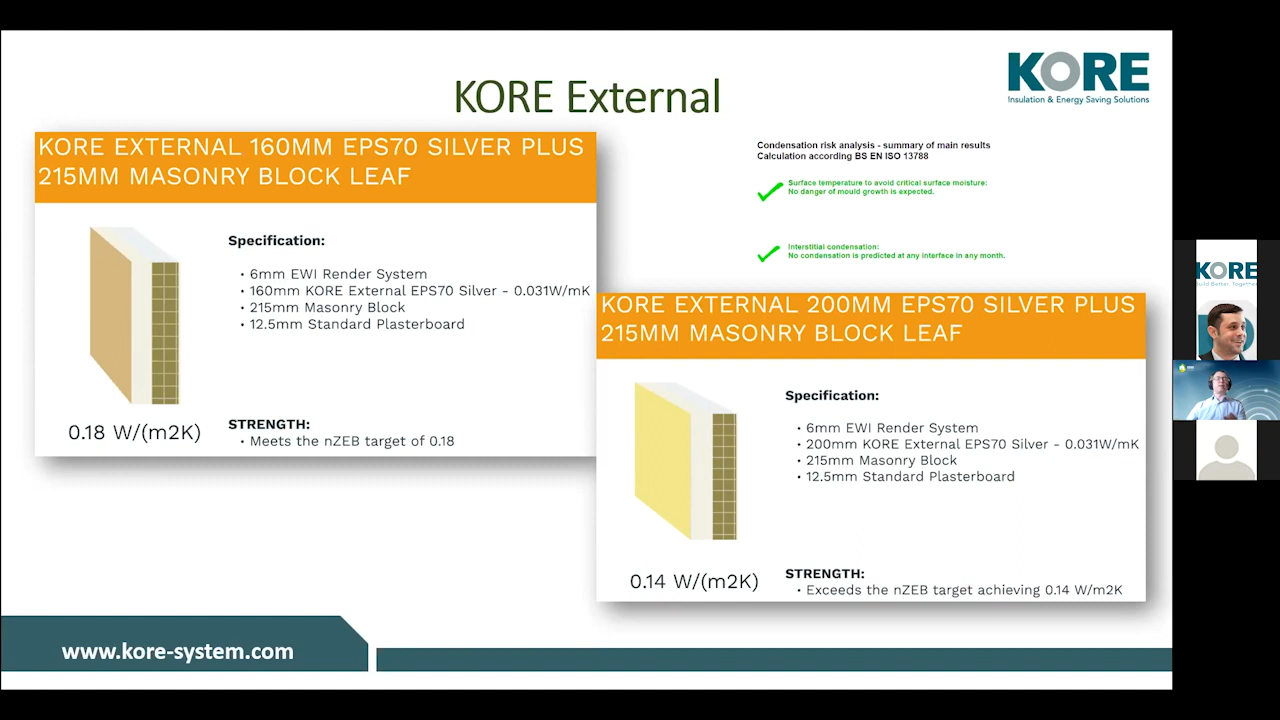 KORE External
KORE
Insulation & Energy Saving Solutions
KORE EXTERNAL 160MM EPS70 SILVER PLUS
215MM MASONRY BLOCK LEAF
Specification:
• 6mm EWI Render System
• 160mm KORE External EPS70 Silver - 0.031W/mK
• 215mm Masonry Block
• 12.5mm Standard Plasterboard
0.18 W/(m2K)
STRENGTH:
• Meets the nZEB target of 0.18
Condensation risk analysis - summary of main results
Calculation according BS EN ISO 13788
Surface temperature to avoid critical surface moisture:
No danger of mould growth is expected.
Interstitial condensation:
No condensation is predicted at any interface in any month.
KORE EXTERNAL 200MM EPS70 SILVER PLUS
215MM MASONRY BLOCK LEAF
Specification:
• 6mm EWI Render System
• 200mm KORE External EPS70 Silver - 0.031W/mK
• 215mm Masonry Block
• 12.5mm Standard Plasterboard
0.14 W/(m2K)
STRENGTH:
• Exceeds the nZEB target achieving 0.14 W/m2K
www.kore-system.com
KORE
Build Better. Together